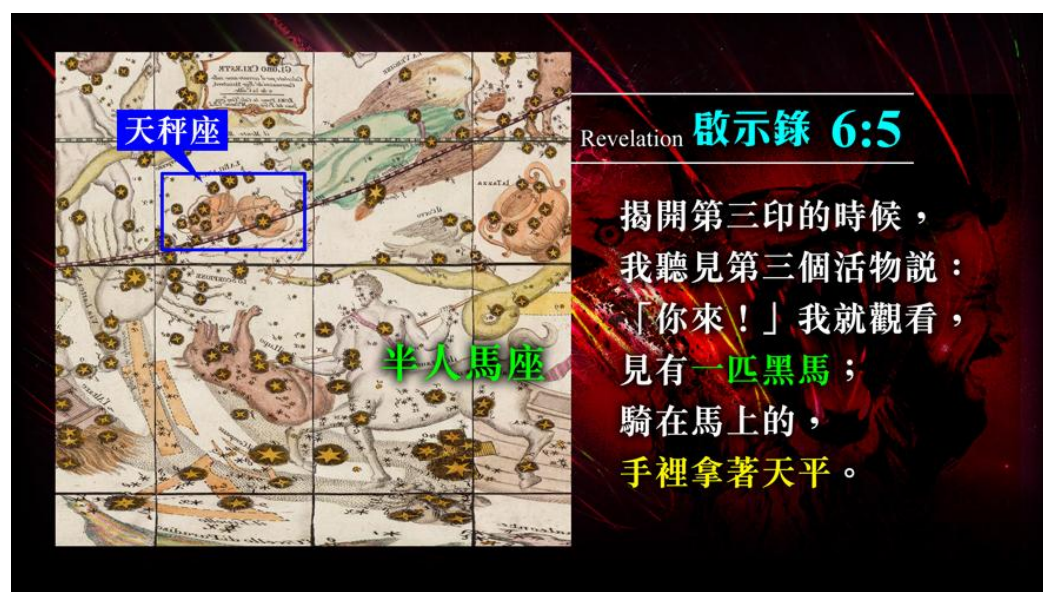 天秤座
半人馬座
Revelation 啟示錄 6:5
揭開第三印的時候，
我聽見第三個活物説：
「你來！」我就觀看，
見有一匹黑馬；
騎在馬上的，
手裡拿著天平。